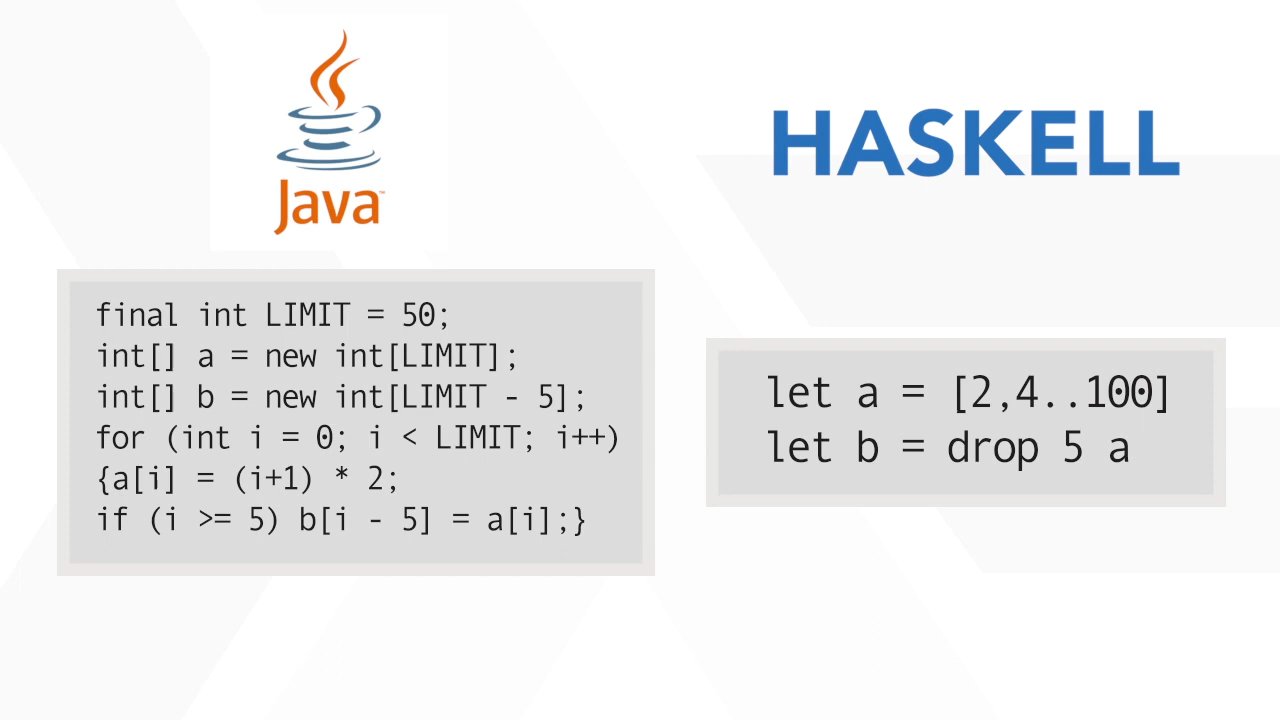 Java™
final int LIMIT = 50;
int[] a = new int[LIMIT];
int[] b = new int[LIMIT - 5];
for (int i = 0; i < LIMIT; i++)
{a[i] = (i+1) * 2;
if (i >= 5) b[i - 5] = a[i];}
HASKELL
let a = [2,4..100]
let b = drop 5 a